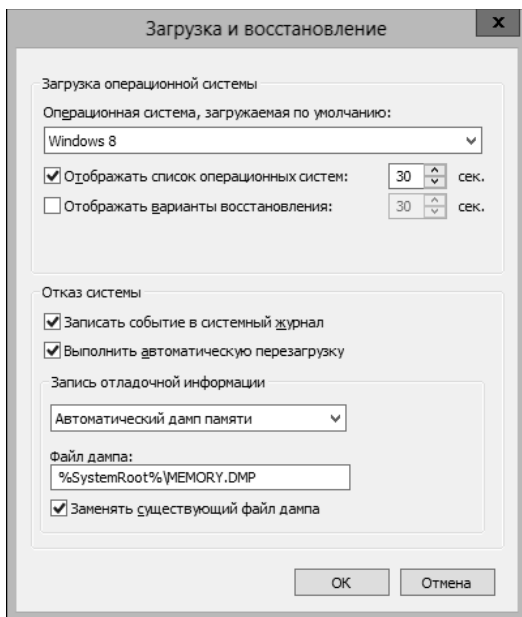 Загрузка и восстановление
x
Загрузка операционной системы
Операционная система, загружаемая по умолчанию:
Windows 8
Отображать список операционных систем: 30 сек.
Отображать варианты восстановления: 30 сек.
Отказ системы
Записать событие в системный журнал
Выполнить автоматическую перезагрузку
Запись отладочной информации
Автоматический дамп памяти
Файл дампа:
%SystemRoot%\MEMORY.DMP
Заменять существующий файл дампа
ОК Отмена